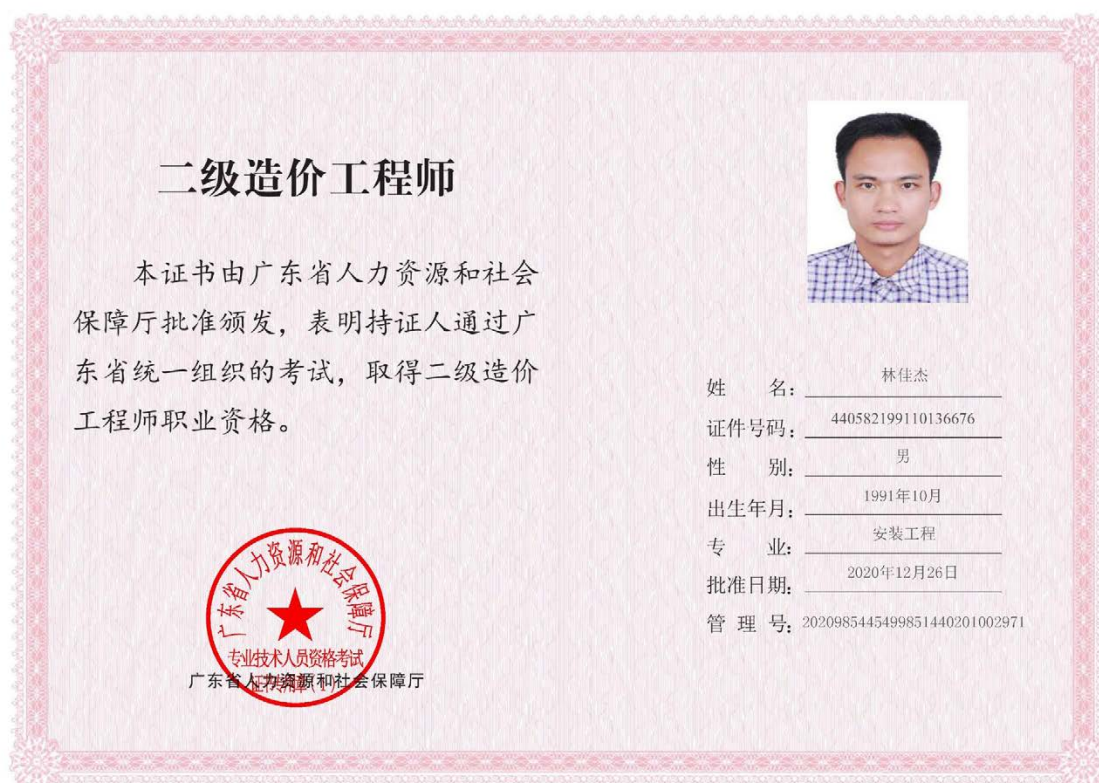 二级造价工程师
本证书由广东省人力资源和社会
保障厅批准颁发，表明持证人通过广
东省统一组织的考试，取得二级造价
工程师职业资格。
广东省人力资源和社会保障厅
专业技术人员资格考试
证书专用章(1)
广东省人力资源和社会保障厅
姓 名：林佳杰
证件号码：440582199110136676
性 别：男
出生年月：1991年10月
专 业：安装工程
批准日期：2020年12月26日
管 理 号：20209854454999851440201002971